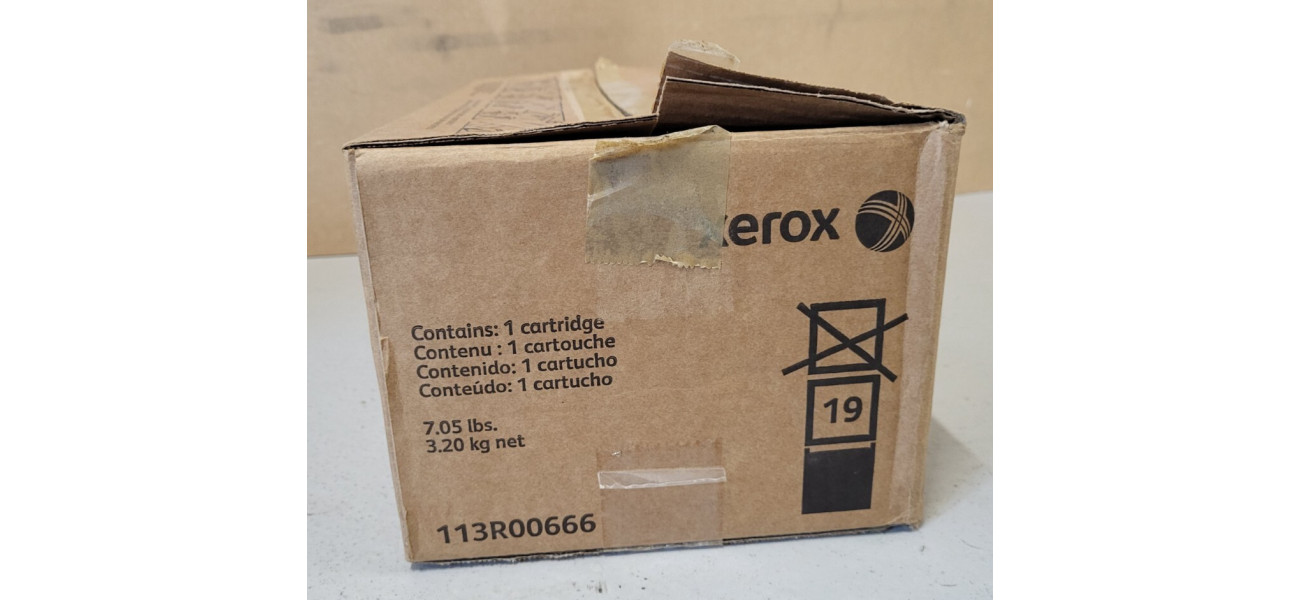 xerox
Contains: 1 cartridge
Contenu : 1 cartouche
Contenido: 1 cartucho
Conteúdo: 1 cartucho
7.05 lbs.
3.20 kg net
19
113R00666